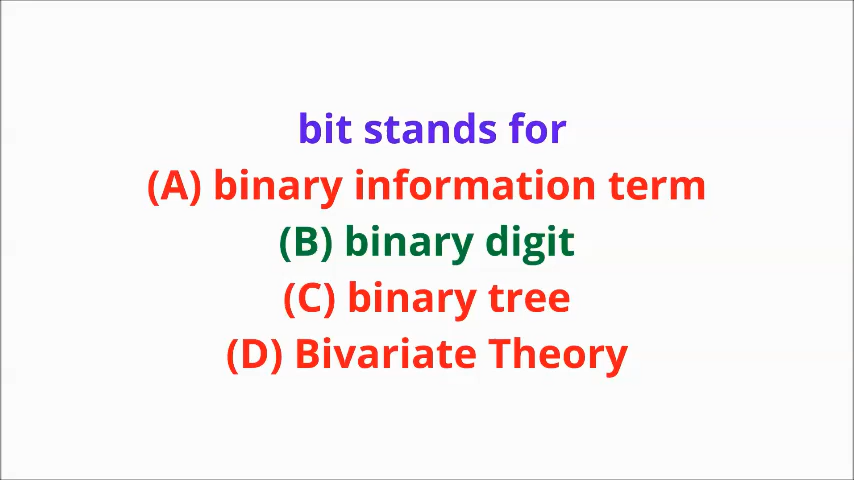 bit stands for
(A) binary information term
(B) binary digit
(C) binary tree
(D) Bivariate Theory